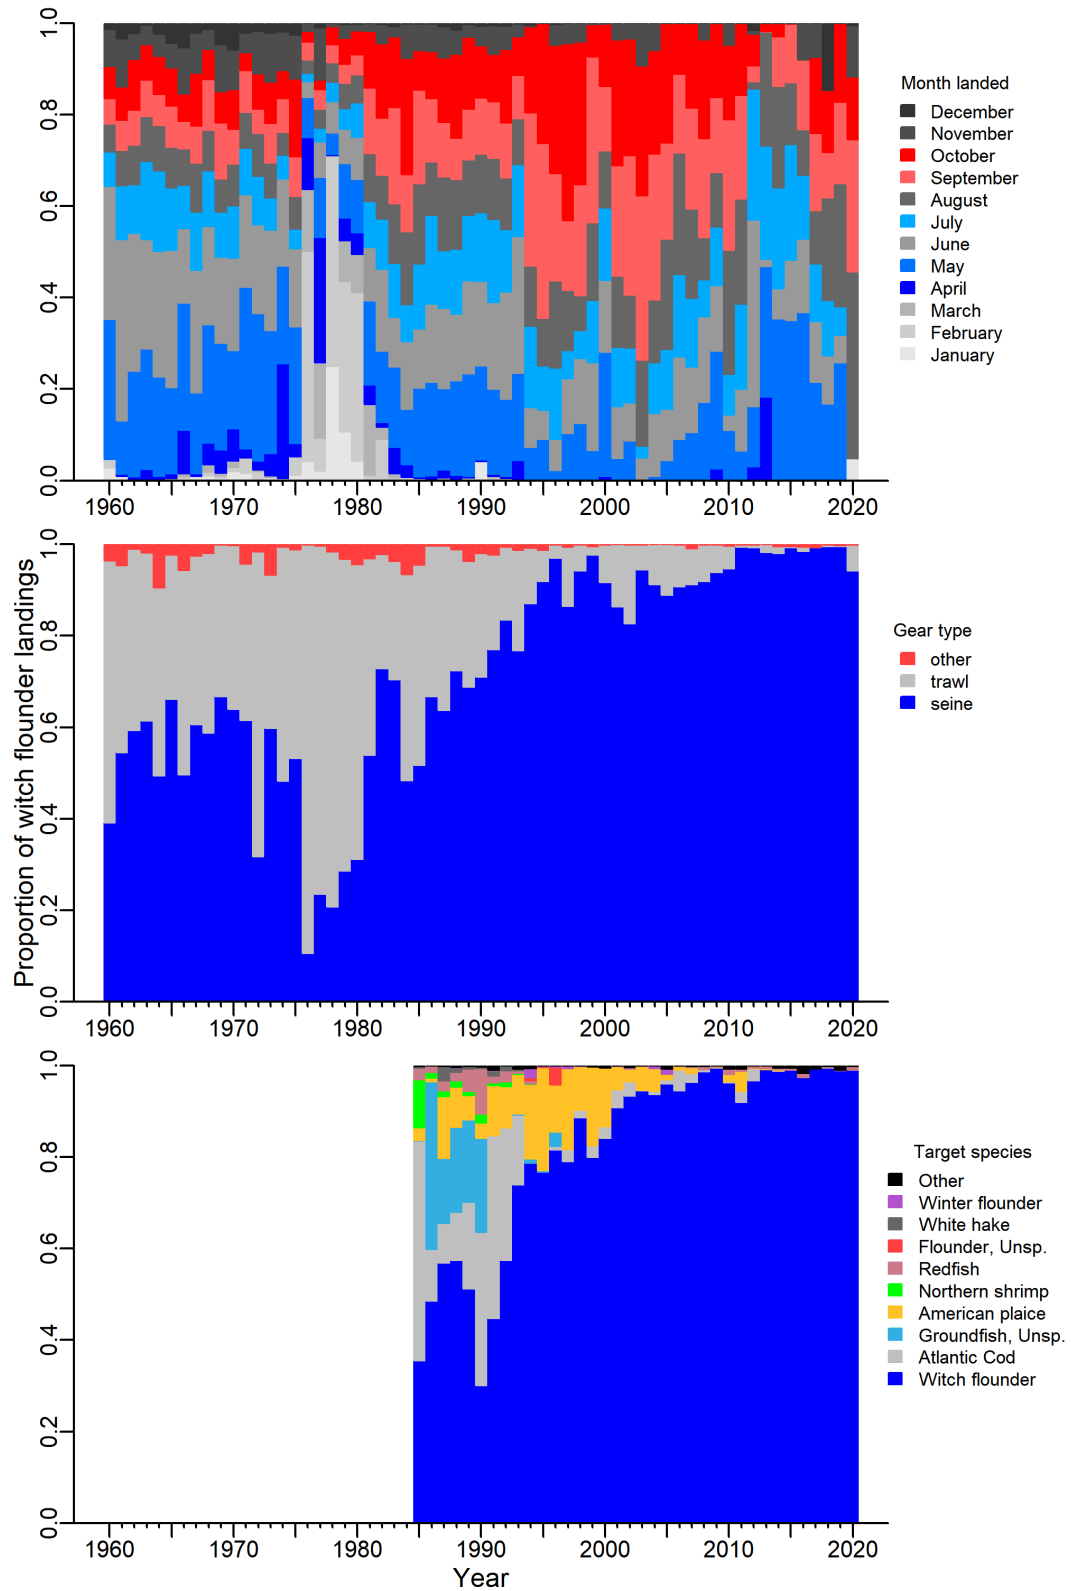 1.0
0.8
0.6
0.4
0.2
0.0
1960 1970 1980 1990 2000 2010 2020
Month landed
December
November
October
September
August
July
June
May
April
March
February
January
Proportion of witch flounder landings
1.0
0.8
0.6
0.4
0.2
0.0
1960 1970 1980 1990 2000 2010 2020
Gear type
other
trawl
seine
1.0
0.8
0.6
0.4
0.2
0.0
1960 1970 1980 1990 2000 2010 2020
Year
Target species
Other
Winter flounder
White hake
Flounder, Unsp.
Redfish
Northern shrimp
American plaice
Groundfish, Unsp.
Atlantic Cod
Witch flounder